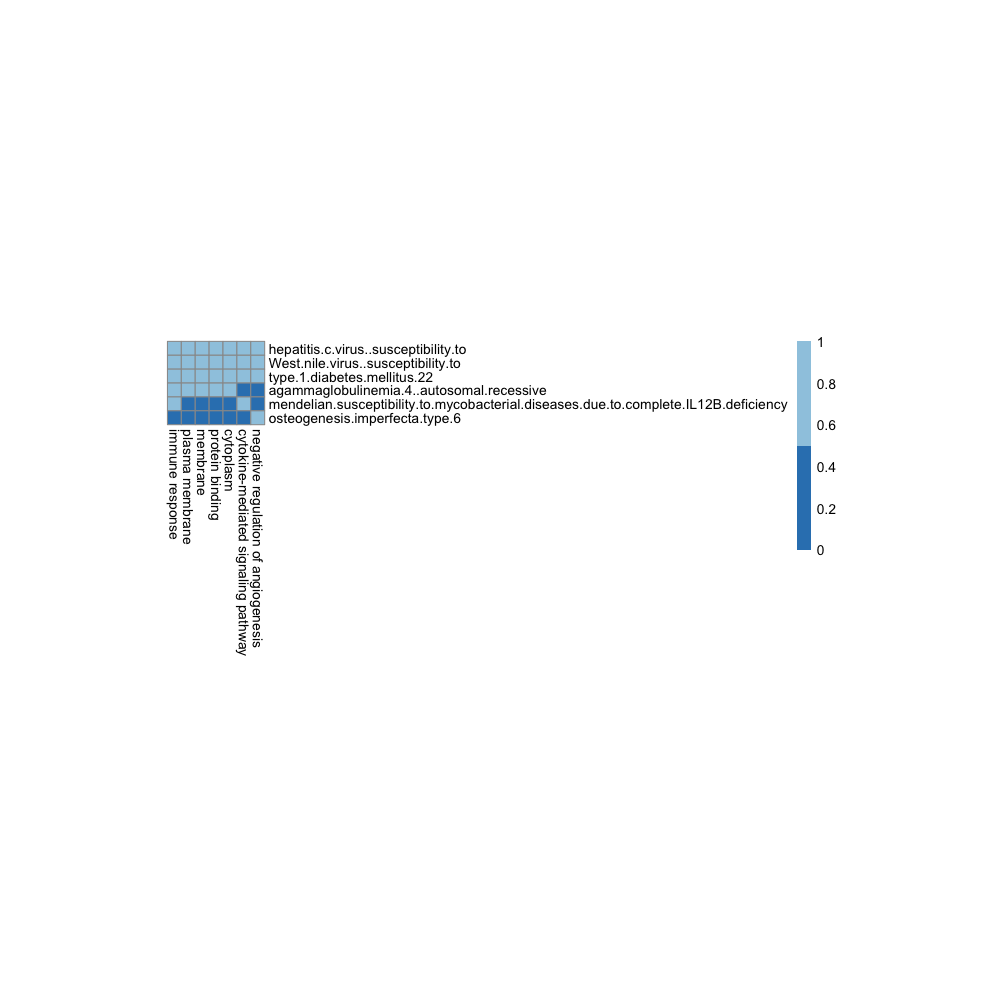 hepatitis.c.virus..susceptibility.to
West.nile.virus..susceptibility.to
type.1.diabetes.mellitus.22
agammaglobulinemia.4..autosomal.recessive
mendelian.susceptibility.to.mycobacterial.diseases.due.to.complete.IL12B.deficiency
osteogenesis.imperfecta.type.6
immune response
plasma membrane
membrane
protein binding
cytoplasm
cytokine-mediated signaling pathway
negative regulation of angiogenesis
1
0.8
0.6
0.4
0.2
0